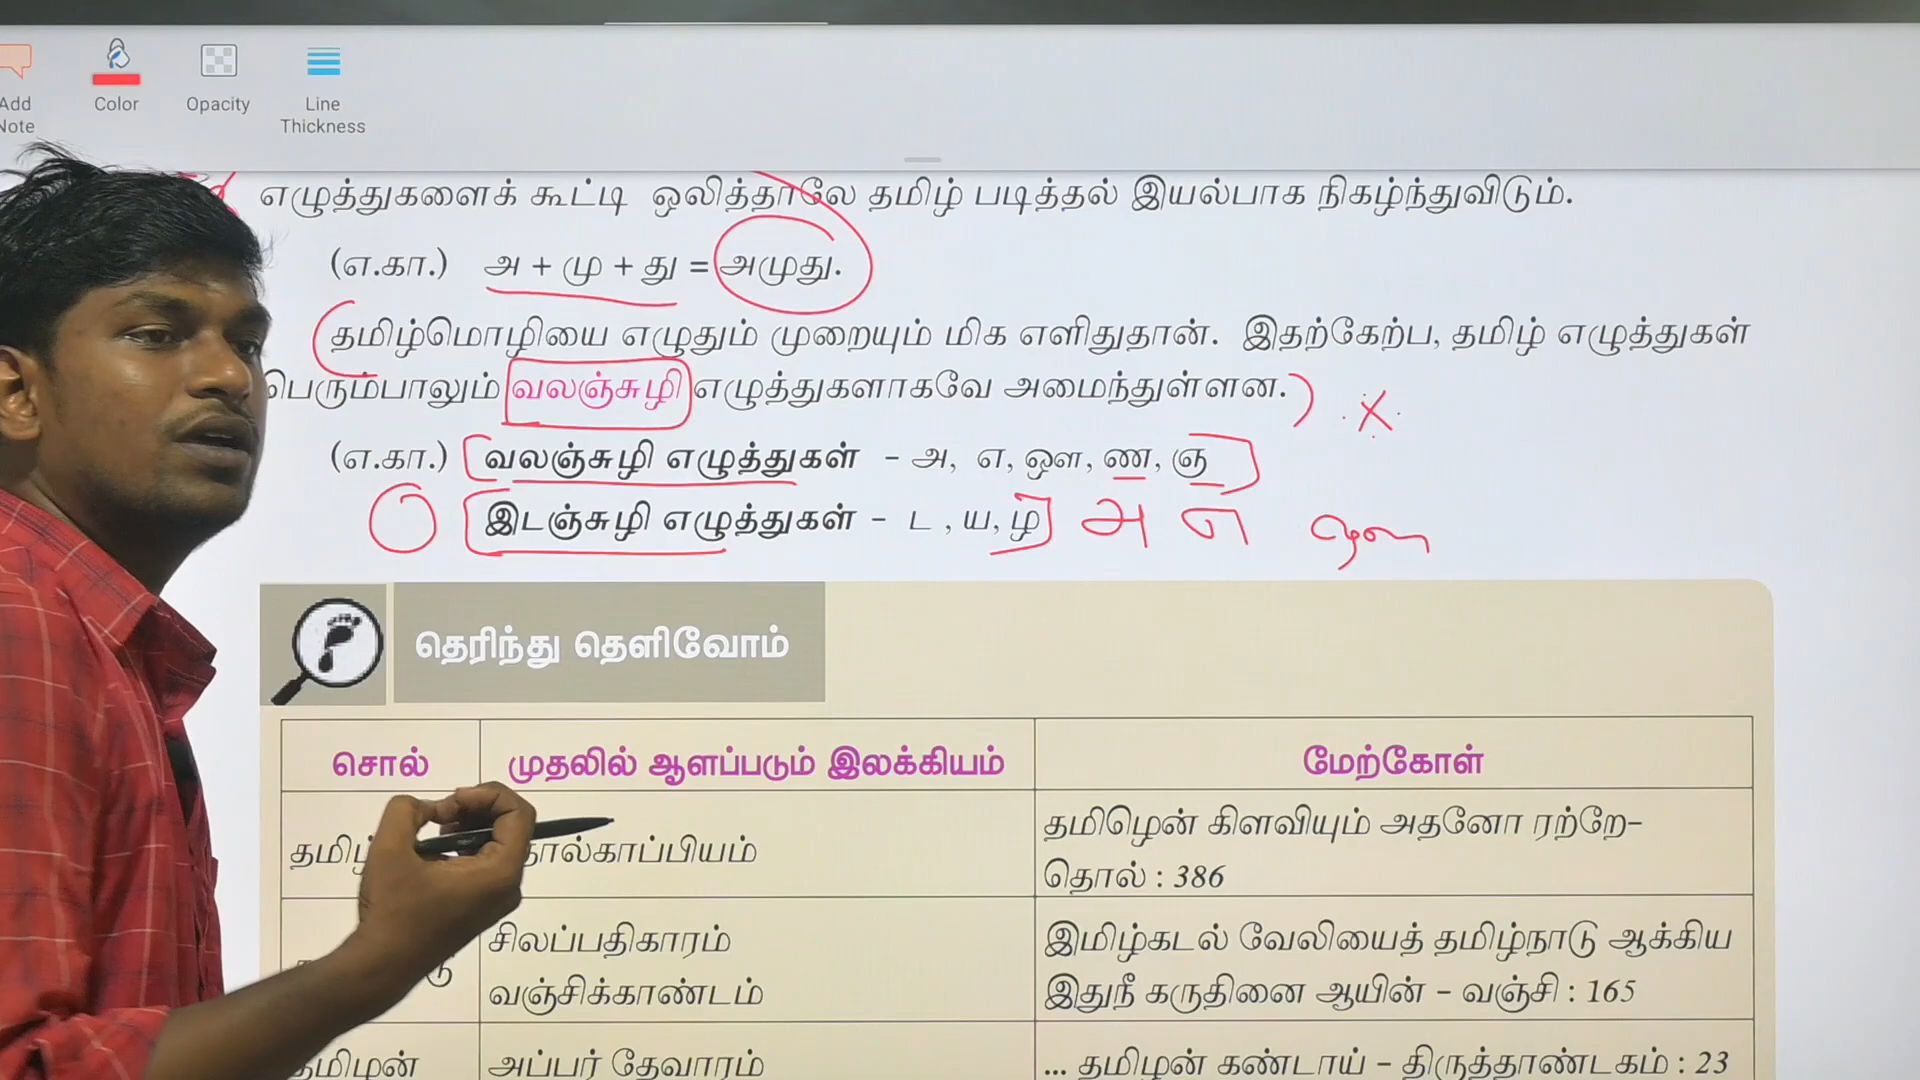 Add Note
Color
Opacity
Line Thickness
எழுத்துகளைக் கூட்டி ஒலித்தாலே தமிழ் படித்தல் இயல்பாக நிகழ்ந்துவிடும்.
(எ.கா.) அ + மு + து = அமுது.
தமிழ்மொழியை எழுதும் முறையும் மிக எளிதுதான். இதற்கேற்ப, தமிழ் எழுத்துகள்
பெரும்பாலும் வலஞ்சுழி எழுத்துகளாகவே அமைந்துள்ளன.
(எ.கா.) வலஞ்சுழி எழுத்துகள் - அ, எ, ஔ, ண, ஞ
இடஞ்சுழி எழுத்துகள் - ட , ய, ழ அ எ ஔ
தெரிந்து தெளிவோம்
சொல் முதலில் ஆளப்படும் இலக்கியம் மேற்கோள்
தமிழென் கிளவியும் அதனோ ரற்றே-
தொல் : 386
சிலப்பதிகாரம் இமிழ்கடல் வேலியைத் தமிழ்நாடு ஆக்கிய
வஞ்சிக்காண்டம் இதுநீ கருதினை ஆயின் - வஞ்சி : 165
தமிழன் அப்பர் தேவாரம் ... தமிழன் கண்டாய் - திருத்தாண்டகம் : 23